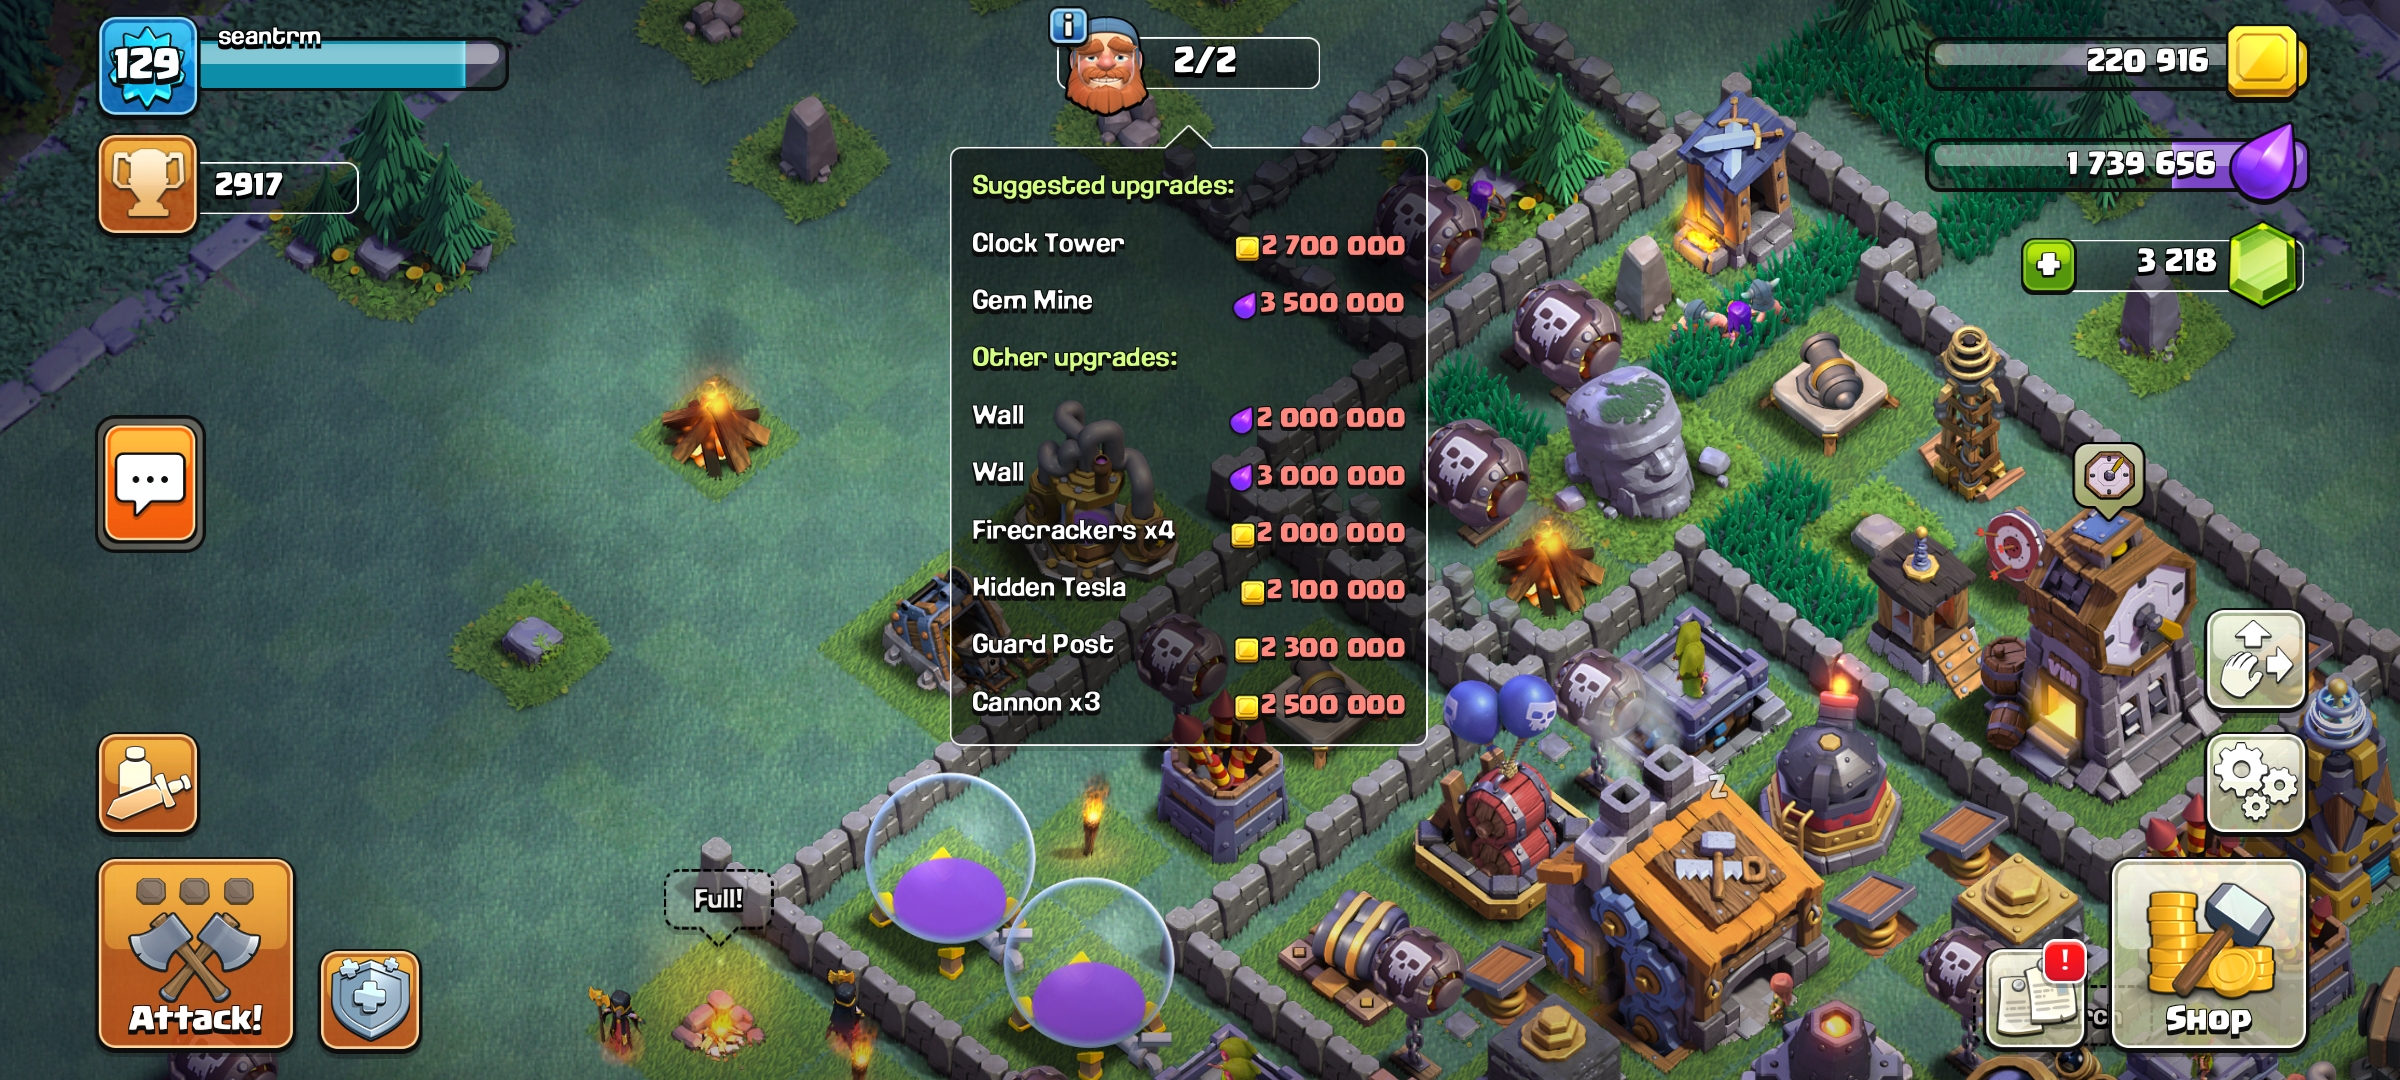 129
seantrm
2/2
220 916
2917
1 739 656
3 218
Suggested upgrades:
Clock Tower 2 700 000
Gem Mine 3 500 000
Other upgrades:
Wall 2 000 000
Wall 3 000 000
Firecrackers x4 2 000 000
Hidden Tesla 2 100 000
Guard Post 2 300 000
Cannon x3 2 500 000
VIII
Z
Full!
Attack!
!
Shop